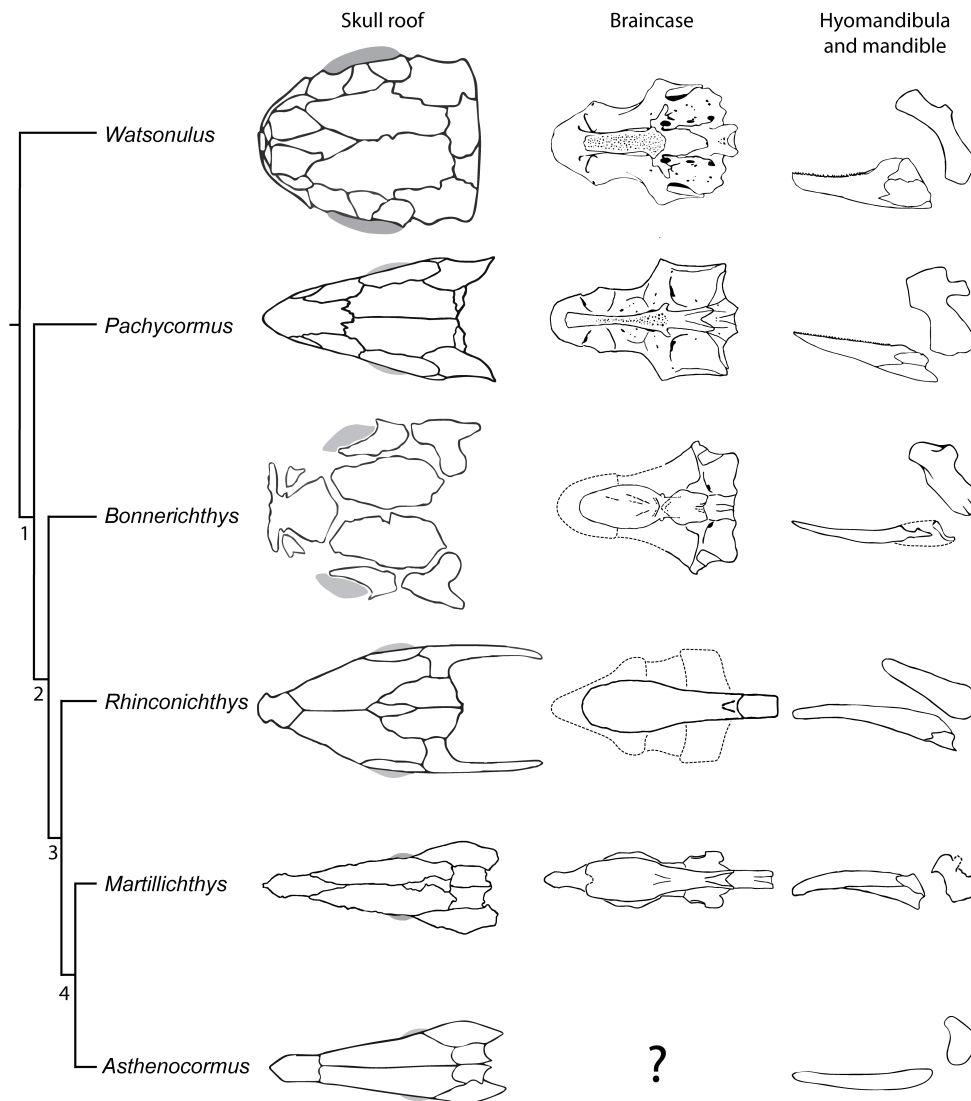 Skull roof
Braincase
Hyomandibula
and mandible
Watsonulus
Pachycormus
1
Bonnerichthys
2
Rhinconichthys
3
Martillichthys
4
Asthenocormus
?